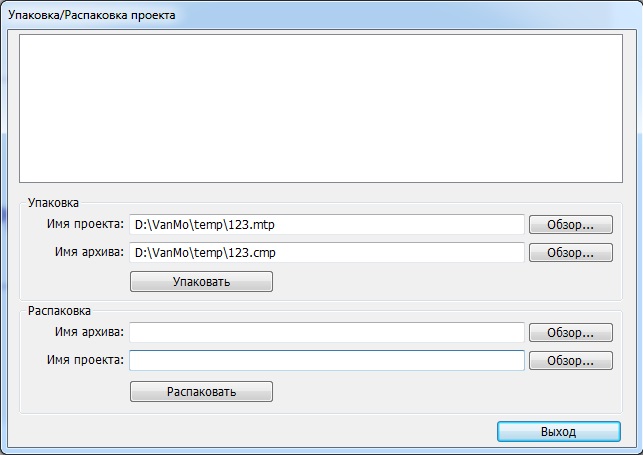 Упаковка/Распаковка проекта
Упаковка
Имя проекта: D:\VanMo\temp\123.mtp Обзор...
Имя архива: D:\VanMo\temp\123.cmp Обзор...
Упаковать
Распаковка
Имя архива: Обзор...
Имя проекта: Обзор...
Распаковать
Выход